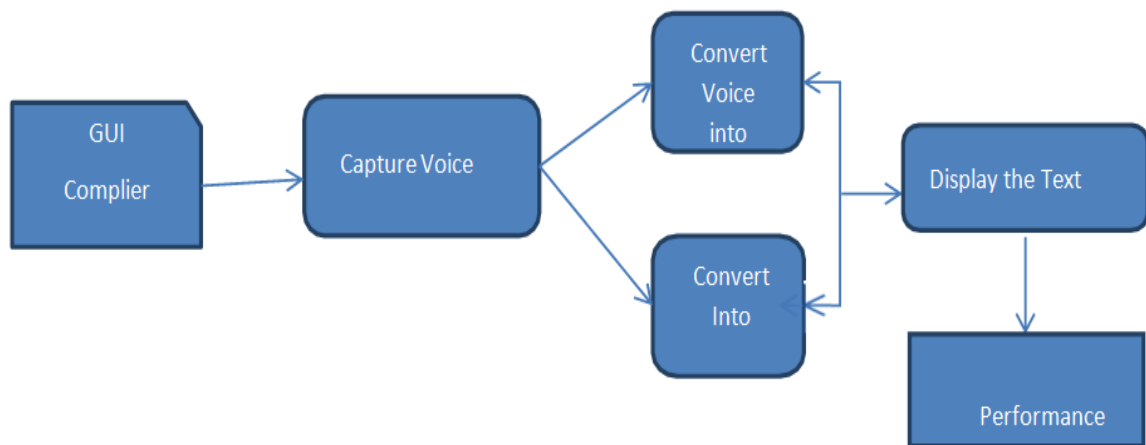 GUI
Complier
Capture Voice
Convert
Voice
into
Convert
Into
Display the Text
Performance